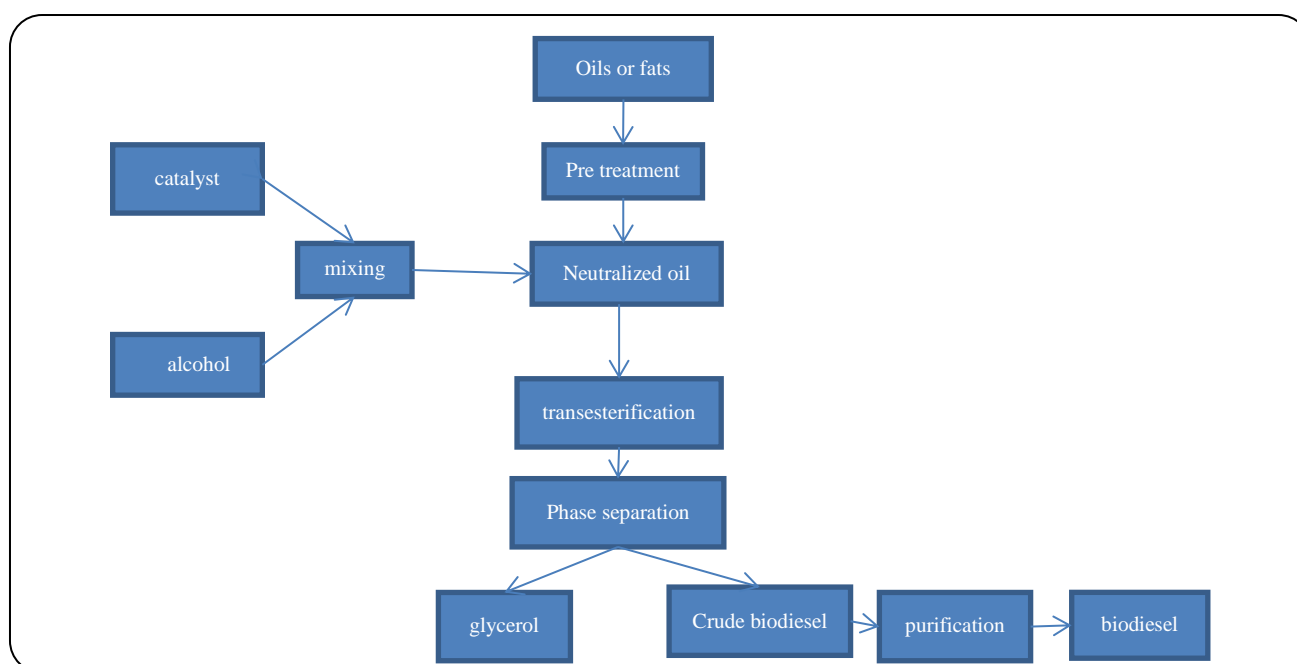 Oils or fats
Pre treatment
catalyst
mixing
Neutralized oil
alcohol
transesterification
Phase separation
glycerol
Crude biodiesel
purification
biodiesel